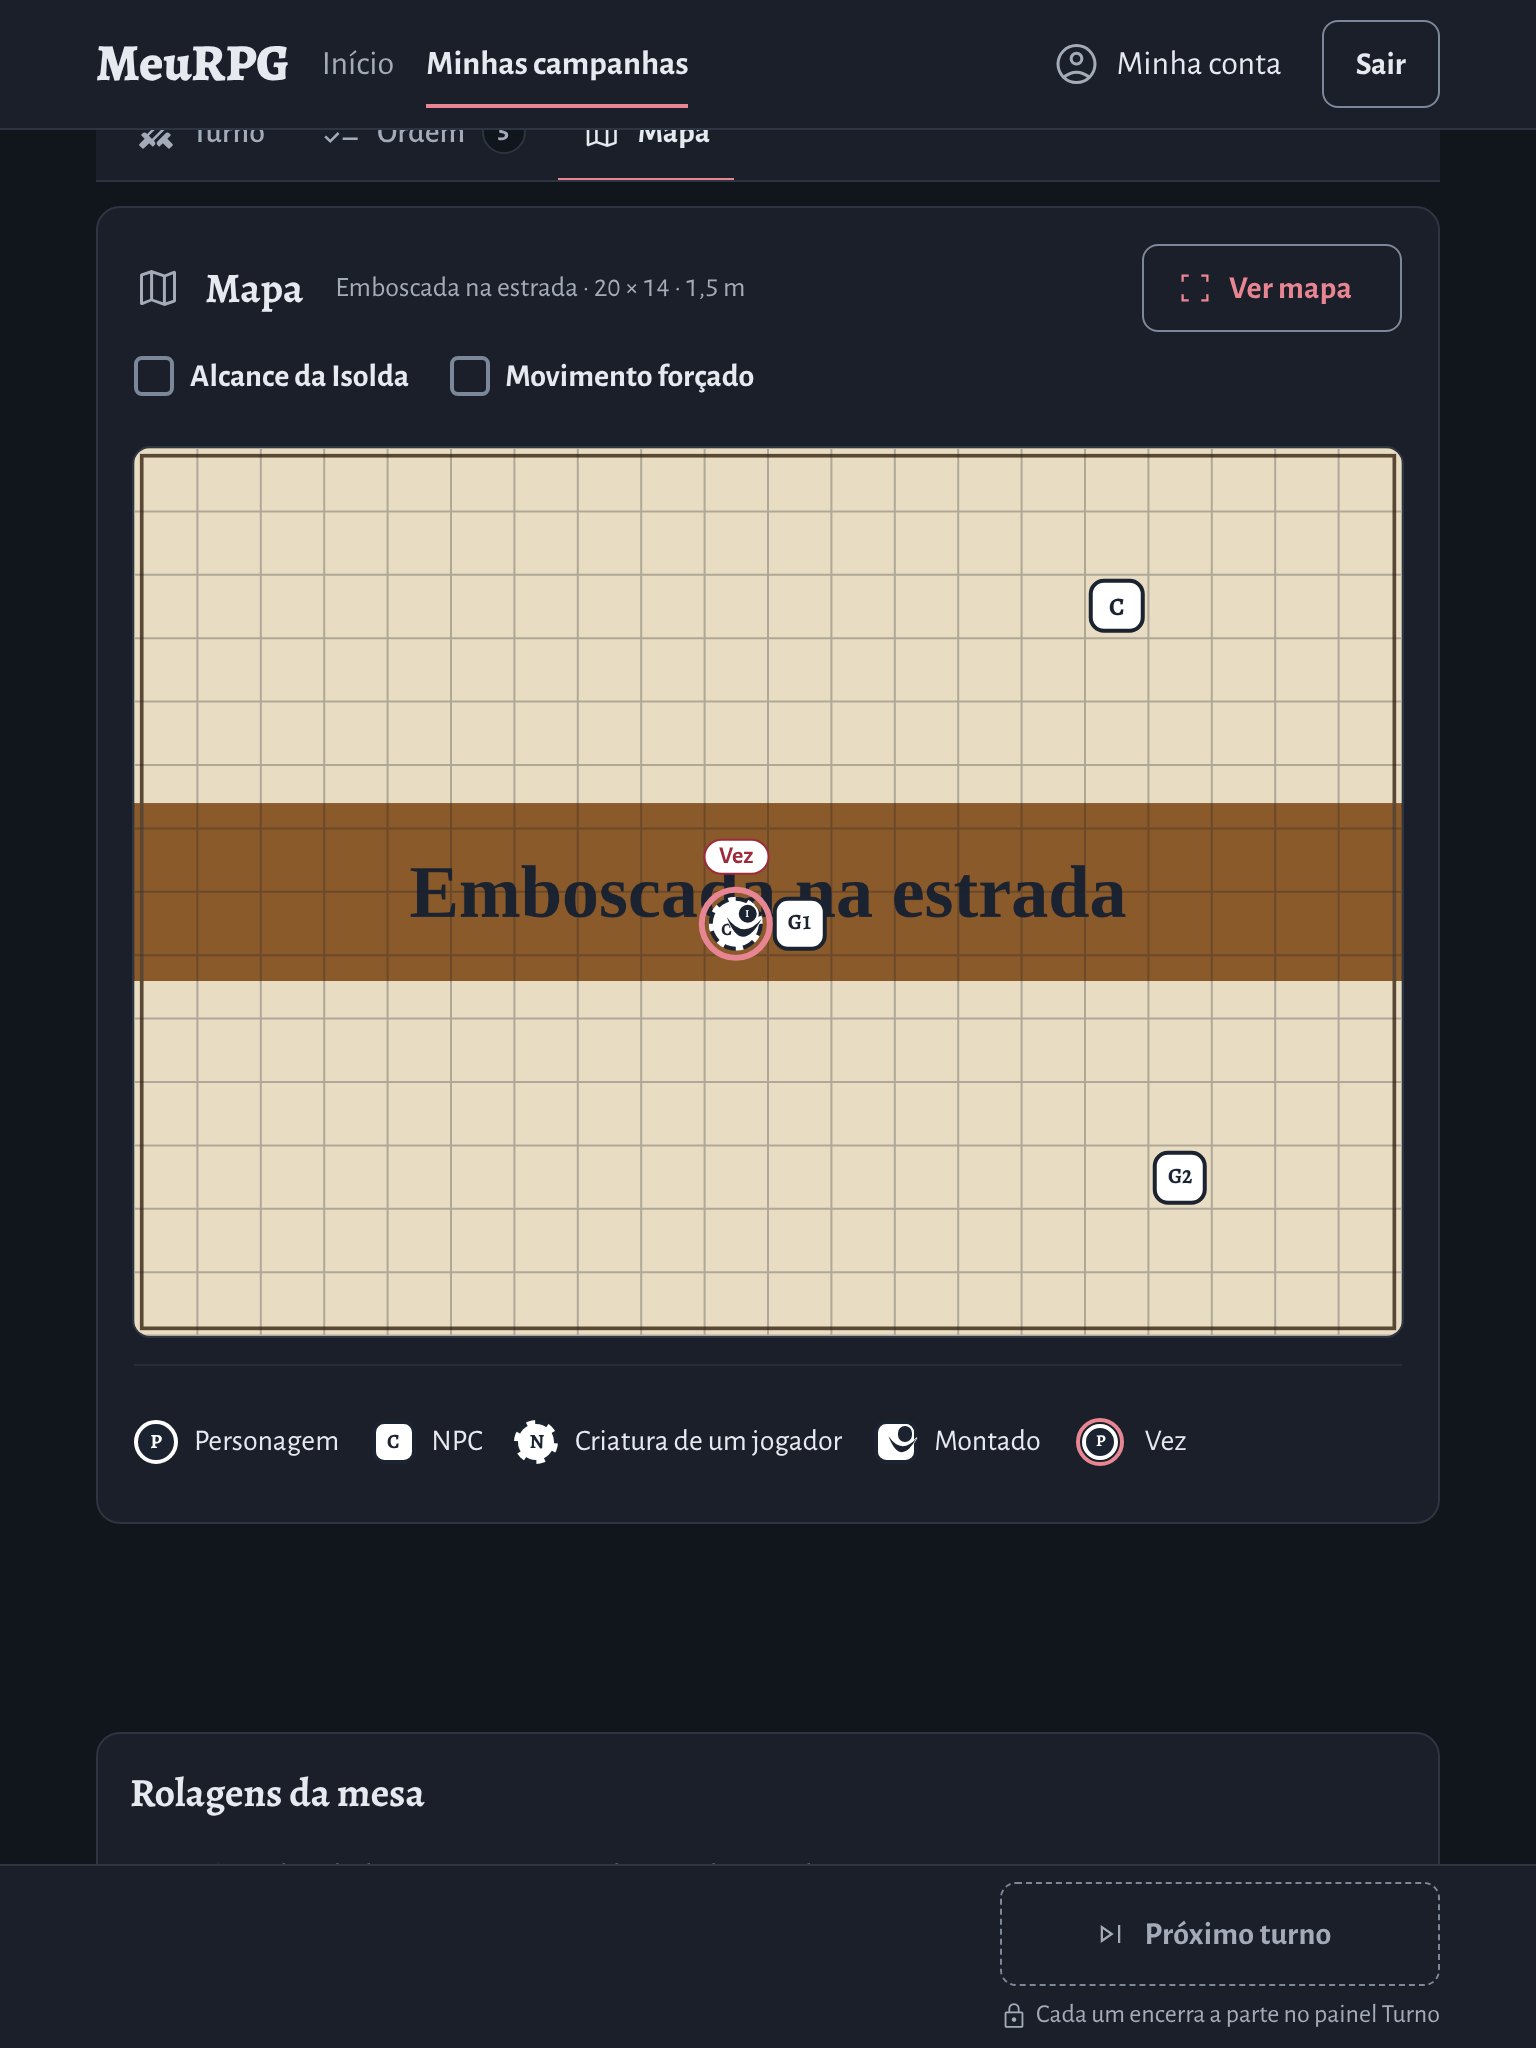 MeuRPG Início Minhas campanhas Minha conta Sair
Turno Ordem 5 Mapa
Mapa Emboscada na estrada · 20 × 14 · 1,5 m Ver mapa
Alcance da Isolda Movimento forçado
C
Vez
Emboscada na estrada
C I G1
G2
P Personagem C NPC N Criatura de um jogador Montado P Vez
Rolagens da mesa
Próximo turno
Cada um encerra a parte no painel Turno